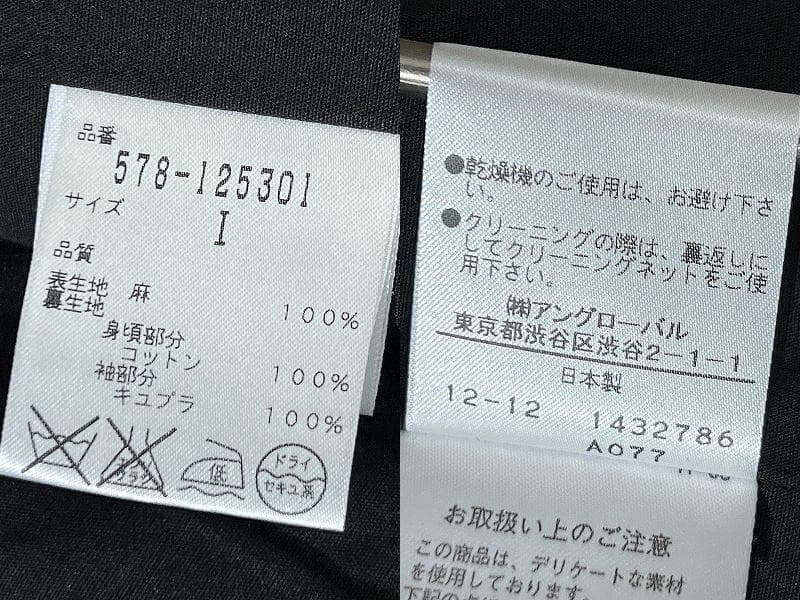 品番
578-125301
サイズ
I
品質
表生地 麻 100%
裏生地
身頃部分
コットン 100%
袖部分
キュプラ 100%
低
ドライ
セキユ系
●乾燥機のご使用は、お避け下さ
い。
●クリーニングの際は、裏返しに
してクリーニングネットをご使
用下さい。
㈱アングローバル
東京都渋谷区渋谷2-1-1
日本製
12-12 1432786
A077
お取扱い上のご注意
この商品は、デリケートな素材
を使用しております。